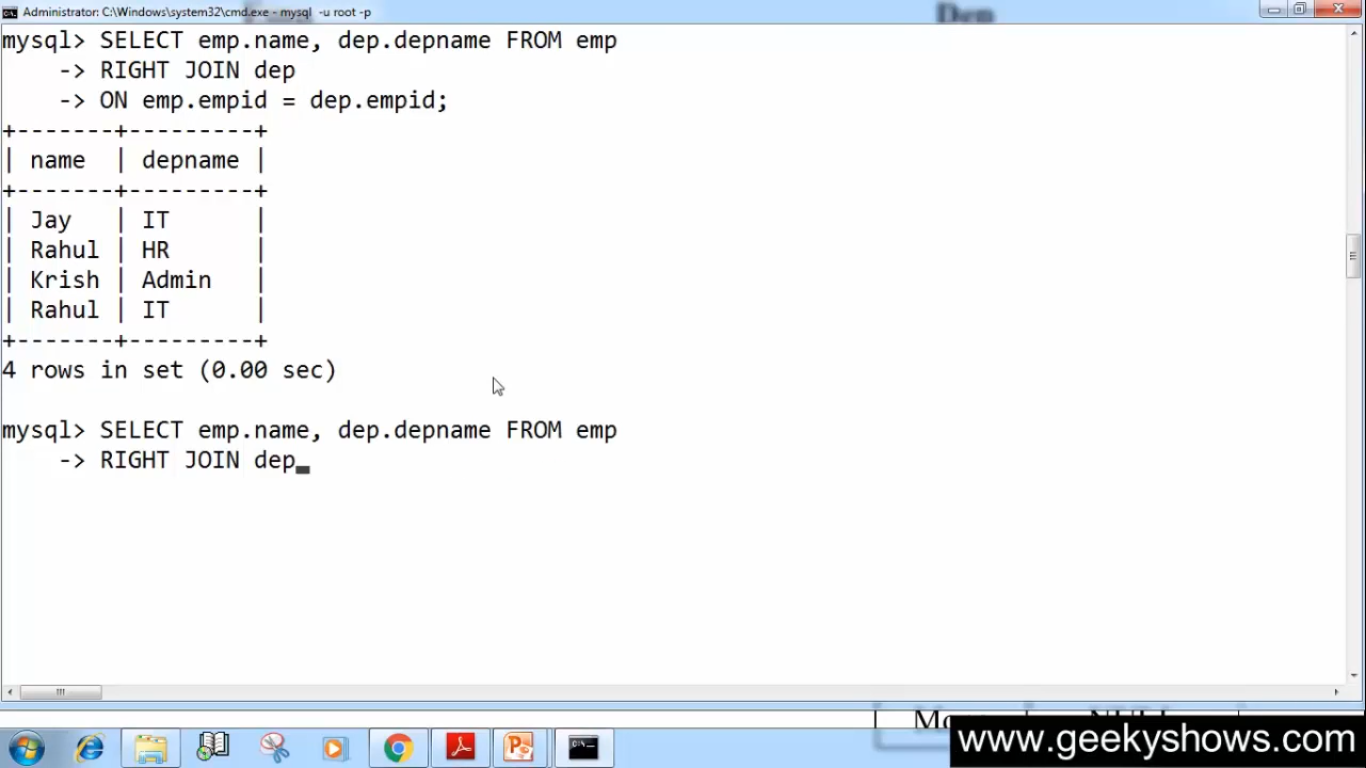 Administrator: C:\Windows\system32\cmd.exe - mysql -u root -p
mysql> SELECT emp.name, dep.depname FROM emp
    -> RIGHT JOIN dep
    -> ON emp.empid = dep.empid;
+-------+---------+
| name  | depname |
+-------+---------+
| Jay   | IT      |
| Rahul | HR      |
| Krish | Admin   |
| Rahul | IT      |
+-------+---------+
4 rows in set (0.00 sec)
mysql> SELECT emp.name, dep.depname FROM emp
    -> RIGHT JOIN dep_
www.geekyshows.com